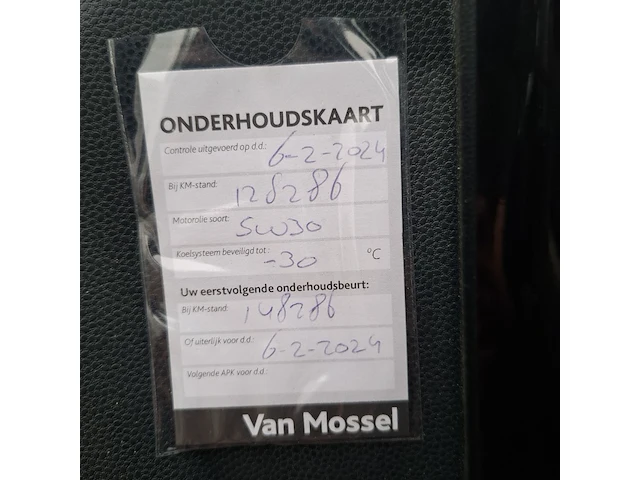 ONDERHOUDSKAART
Controle uitgevoerd op d.d.: 6-2-2024
Bij KM-stand: 128286
Motorolie soort: 5W30
Koelsysteem beveiligd tot: -30 °C
Uw eerstvolgende onderhoudsbeurt:
Bij KM-stand: 148286
Of uiterlijk voor d.d.: 6-2-2024
Volgende APK voor d.d.:
Van Mossel